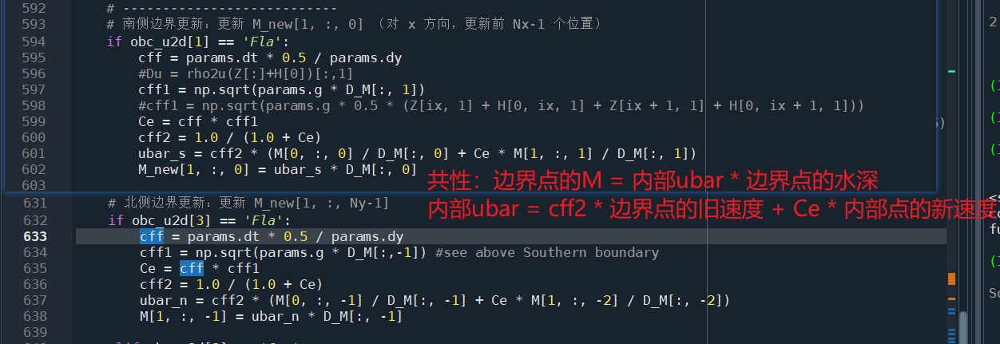 592 # ---------------------------
593 # 南侧边界更新：更新 M_new[1, :, 0] （对 x 方向，更新前 Nx-1 个位置）
594 if obc_u2d[1] == 'Fla':
595 cff = params.dt * 0.5 / params.dy
596 #Du = rho2u(Z[:]+H[0])[:,1]
597 cff1 = np.sqrt(params.g * D_M[:, 1])
598 #cff1 = np.sqrt(params.g * 0.5 * (Z[ix, 1] + H[0, ix, 1] + Z[ix + 1, 1] + H[0, ix + 1, 1]))
599 Ce = cff * cff1
600 cff2 = 1.0 / (1.0 + Ce)
601 ubar_s = cff2 * (M[0, :, 0] / D_M[:, 0] + Ce * M[1, :, 1] / D_M[:, 1])
602 M_new[1, :, 0] = ubar_s * D_M[:, 0]
603
共性：边界点的M = 内部ubar * 边界点的水深
631 # 北侧边界更新：更新 M_new[1, :, Ny-1]
内部ubar = cff2 * 边界点的旧速度 + Ce * 内部点的新速度
632 if obc_u2d[3] == 'Fla':
633 cff = params.dt * 0.5 / params.dy
634 cff1 = np.sqrt(params.g * D_M[:,-1]) #see above Southern boundary
635 Ce = cff * cff1
636 cff2 = 1.0 / (1.0 + Ce)
637 ubar_n = cff2 * (M[0, :, -1] / D_M[:, -1] + Ce * M[1, :, -2] / D_M[:, -2])
638 M[1, :, -1] = ubar_n * D_M[:, -1]
639